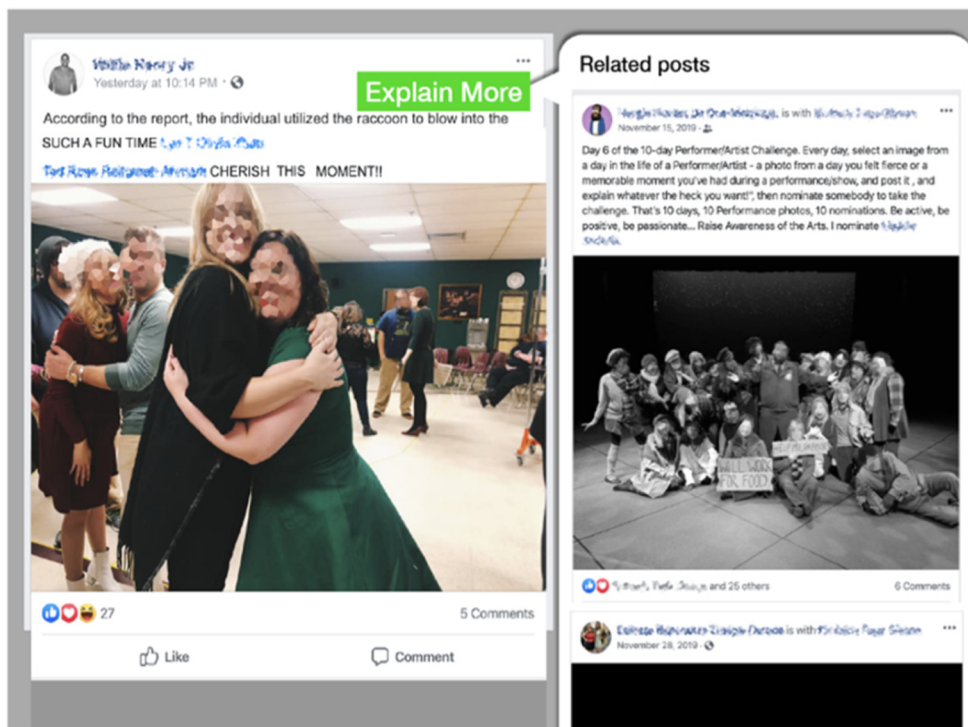 Yesterday at 10:14 PM ·
Explain More
According to the report, the individual utilized the raccoon to blow into the
SUCH A FUN TIME
CHERISH THIS MOMENT!!
27
5 Comments
Like
Comment
Related posts
is with
November 15, 2019 ·
Day 6 of the 10-day Performer/Artist Challenge. Every day, select an image from
a day in the life of a Performer/Artist - a photo from a day you felt fierce or a
memorable moment you've had during a performance/show, and post it , and
explain whatever the heck you want!", then nominate somebody to take the
challenge. That's 10 days, 10 Performance photos, 10 nominations. Be active, be
positive, be passionate... Raise Awareness of the Arts. I nominate
WILL WORK
FOR FOOD
and 25 others
6 Comments
is with
November 28, 2019 ·